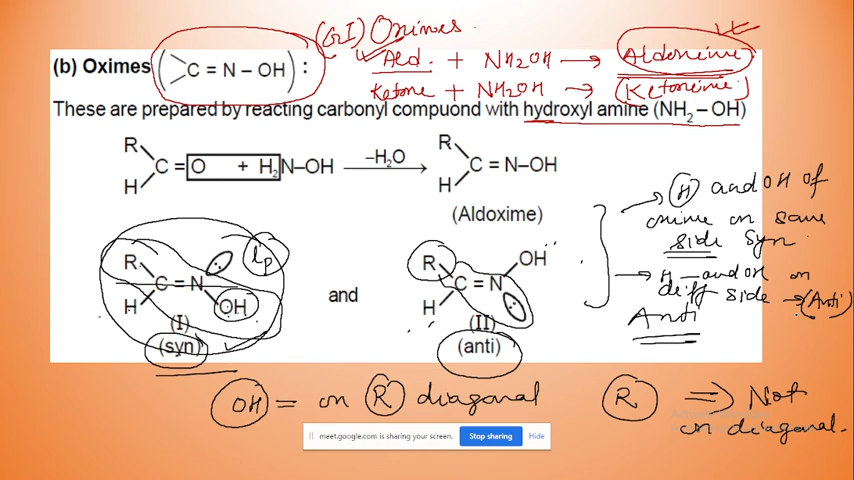 (GI) Oximes.
Ald. + NH2OH → Aldoxime
Ketone + NH2OH → (Ketoxime)
(b) Oximes ( >C = N – OH ) :
These are prepared by reacting carbonyl compuond with hydroxyl amine (NH2 – OH)
R
C = O + H2N–OH –H2O → C = N–OH
H
R
H
(Aldoxime)
R
C = N
H OH
lp
(I)
(syn)
and
R OH
C = N
H
(II)
(anti)
→ H and OH of
oxime on same
side Syn
→ H and OH on
diff side → (Anti)
Anti
OH = on R diagonal
R ⇒ Not
on diagonal.
meet.google.com is sharing your screen. Stop sharing Hide